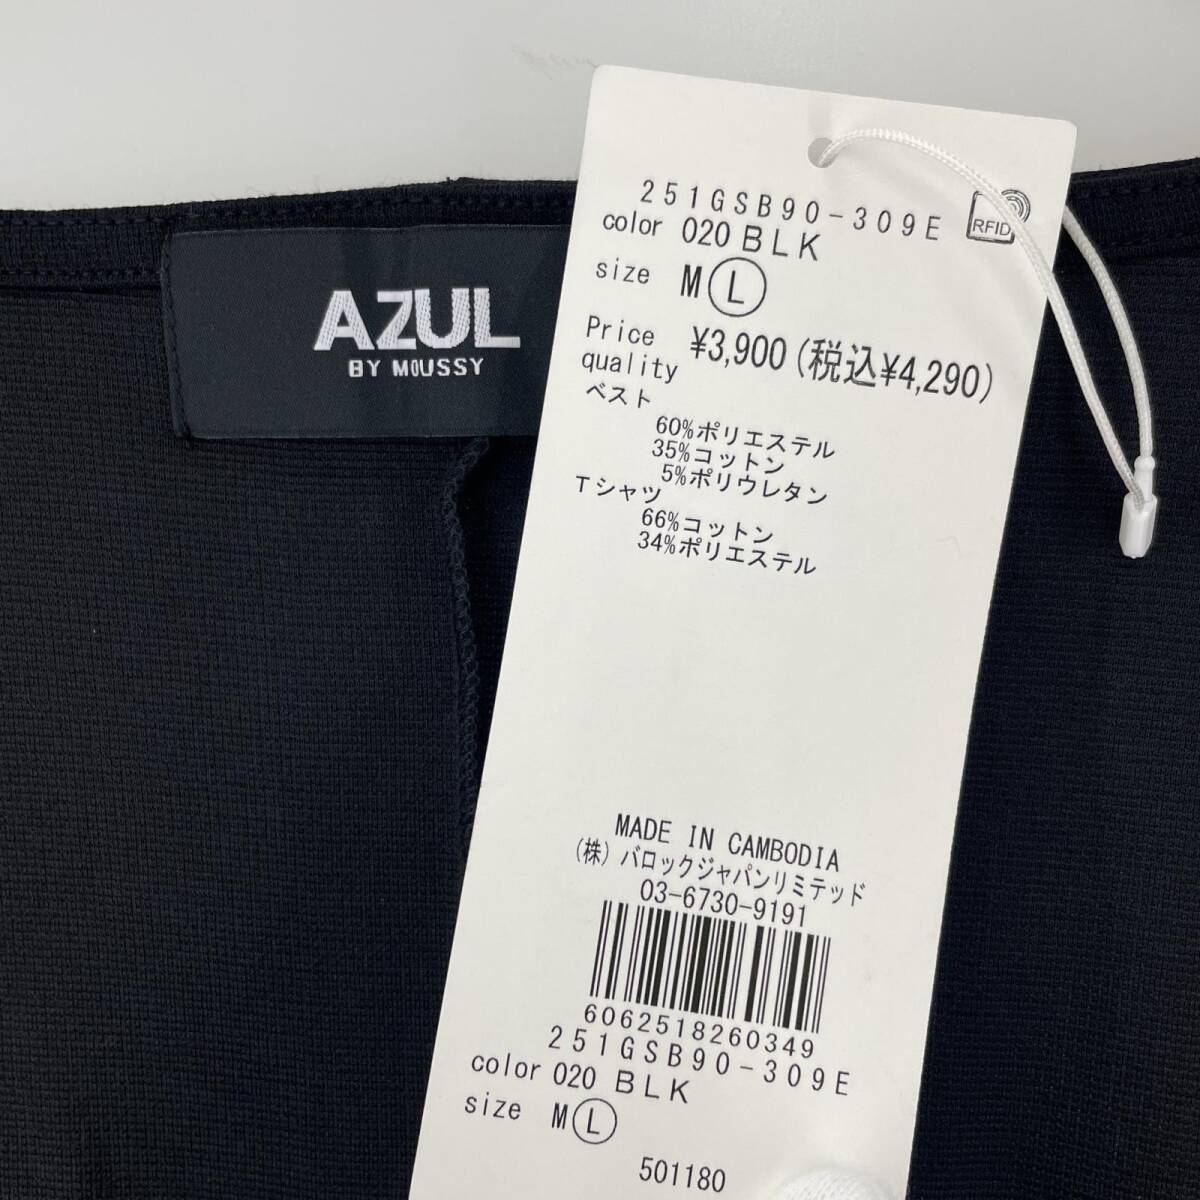 AZUL
BY MOUSSY
251GSB90-309E
RFID
color 020 BLK
size M L
Price ¥3,900(税込¥4,290)
quality
ベスト
60%ポリエステル
35%コットン
5%ポリウレタン
Tシャツ
66%コットン
34%ポリエステル
MADE IN CAMBODIA
(株)バロックジャパンリミテッド
03-6730-9191
6062518260349
251GSB90-309E
color 020 BLK
size M L
501180